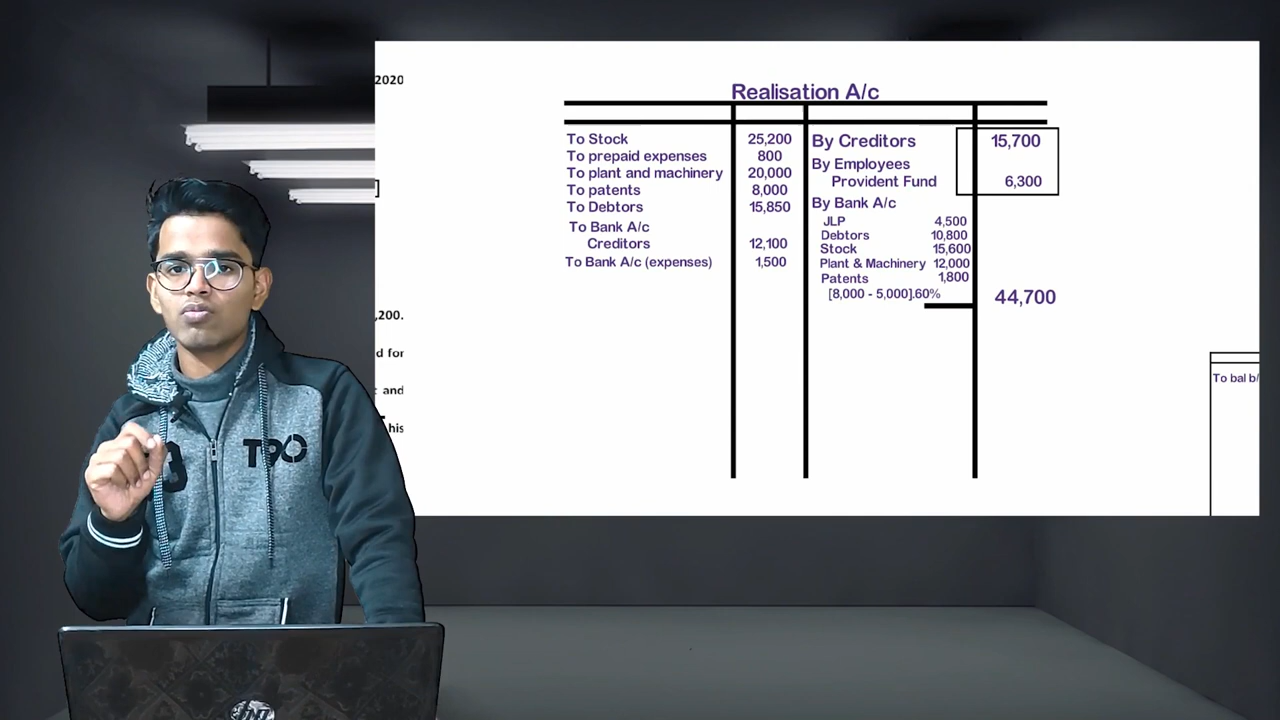 2020
Realisation A/c
To Stock 25,200
To prepaid expenses 800
To plant and machinery 20,000
To patents 8,000
To Debtors 15,850
To Bank A/c
Creditors 12,100
To Bank A/c (expenses) 1,500
By Creditors 15,700
By Employees
Provident Fund 6,300
By Bank A/c
JLP 4,500
Debtors 10,800
Stock 15,600
Plant & Machinery 12,000
Patents 1,800
[8,000 - 5,000].60%
44,700
]
,200.
d for
and
his
To bal b/
T90
hp